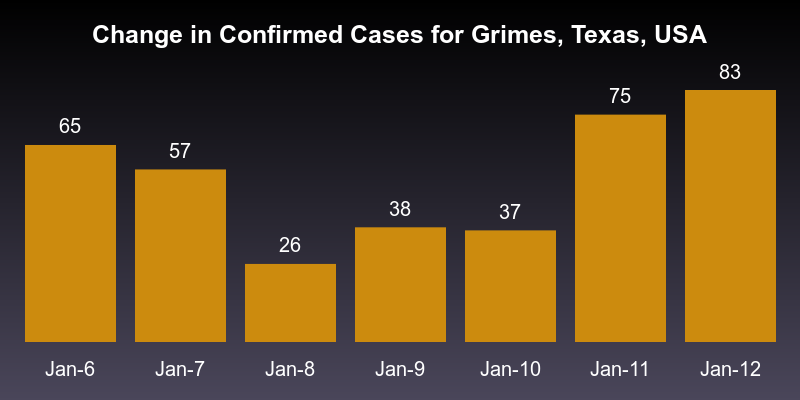 Change in Confirmed Cases for Grimes, Texas, USA
65
57
26
38
37
75
83
Jan-6
Jan-7
Jan-8
Jan-9
Jan-10
Jan-11
Jan-12